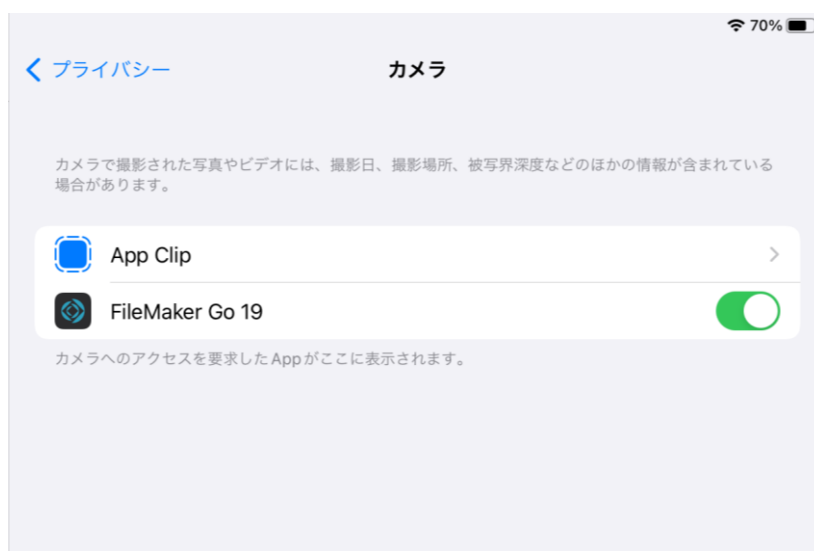 70%
プライバシー
カメラ
カメラで撮影された写真やビデオには、撮影日、撮影場所、被写界深度などのほかの情報が含まれている
場合があります。
App Clip
FileMaker Go 19
カメラへのアクセスを要求したAppがここに表示されます。